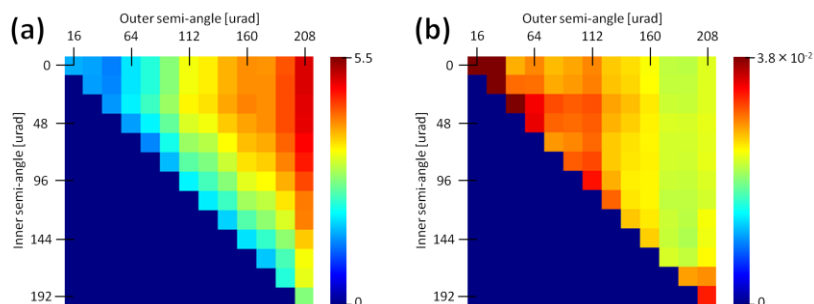 (a)
Outer semi-angle [urad]
16 64 112 160 208
Inner semi-angle [urad]
0
48
96
144
192
5.5
0
(b)
Outer semi-angle [urad]
16 64 112 160 208
Inner semi-angle [urad]
0
48
96
144
192
3.8 × 10⁻²
0